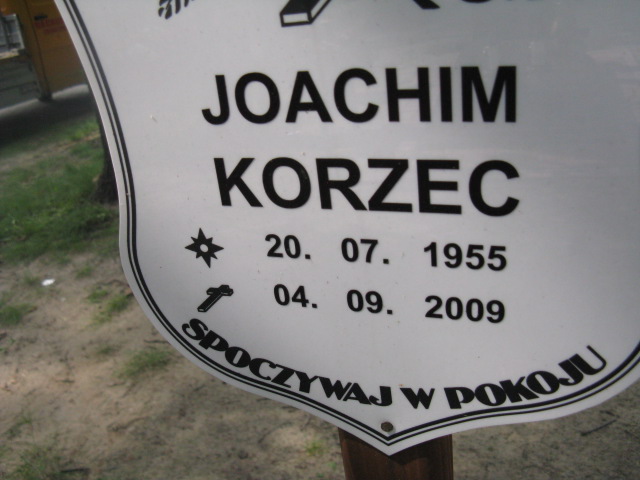 JOACHIM
KORZEC
20. 07. 1955
04. 09. 2009
SPOCZYWAJ W POKOJU